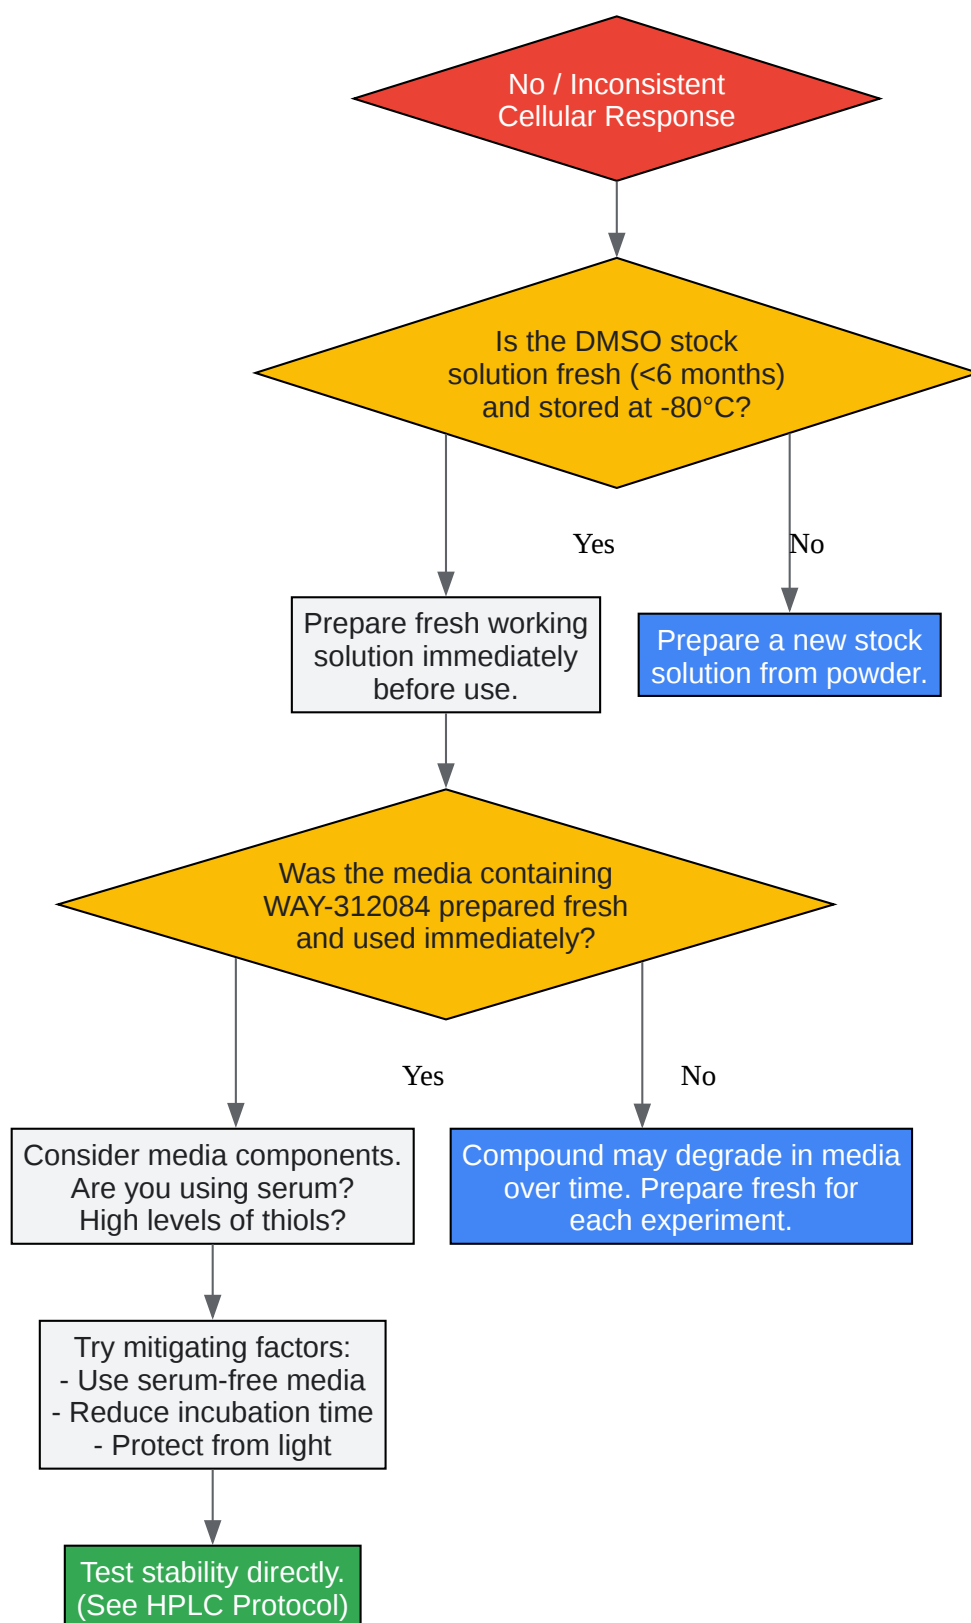 No / Inconsistent
Cellular Response
Is the DMSO stock
solution fresh (<6 months)
and stored at -80°C?
Yes
No
Prepare fresh working
solution immediately
before use.
Prepare a new stock
solution from powder.
Was the media containing
WAY-312084 prepared fresh
and used immediately?
Yes
No
Consider media components.
Are you using serum?
High levels of thiols?
Compound may degrade in media
over time. Prepare fresh for
each experiment.
Try mitigating factors:
- Use serum-free media
- Reduce incubation time
- Protect from light
Test stability directly.
(See HPLC Protocol)